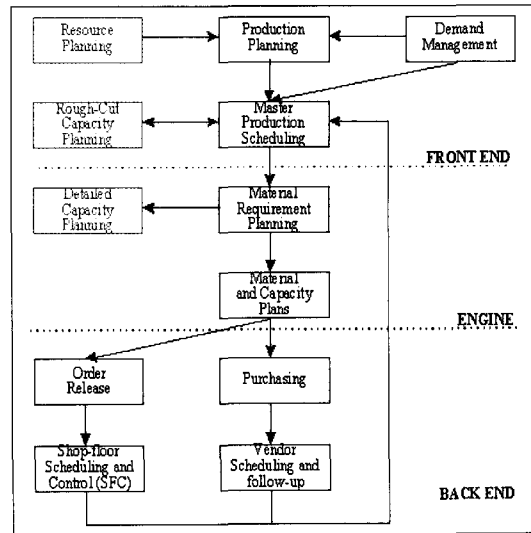 Resource
Planning
Production
Planning
Demand
Management
Rough-Cut
Capacity
Planning
Master
Production
Scheduling
FRONT END
Detailed
Capacity
Planning
Material
Requirement
Planning
Material
and Capacity
Plans
ENGINE
Order
Release
Purchasing
Shop-floor
Scheduling and
Control (SFC)
Vendor
Scheduling and
follow-up
BACK END